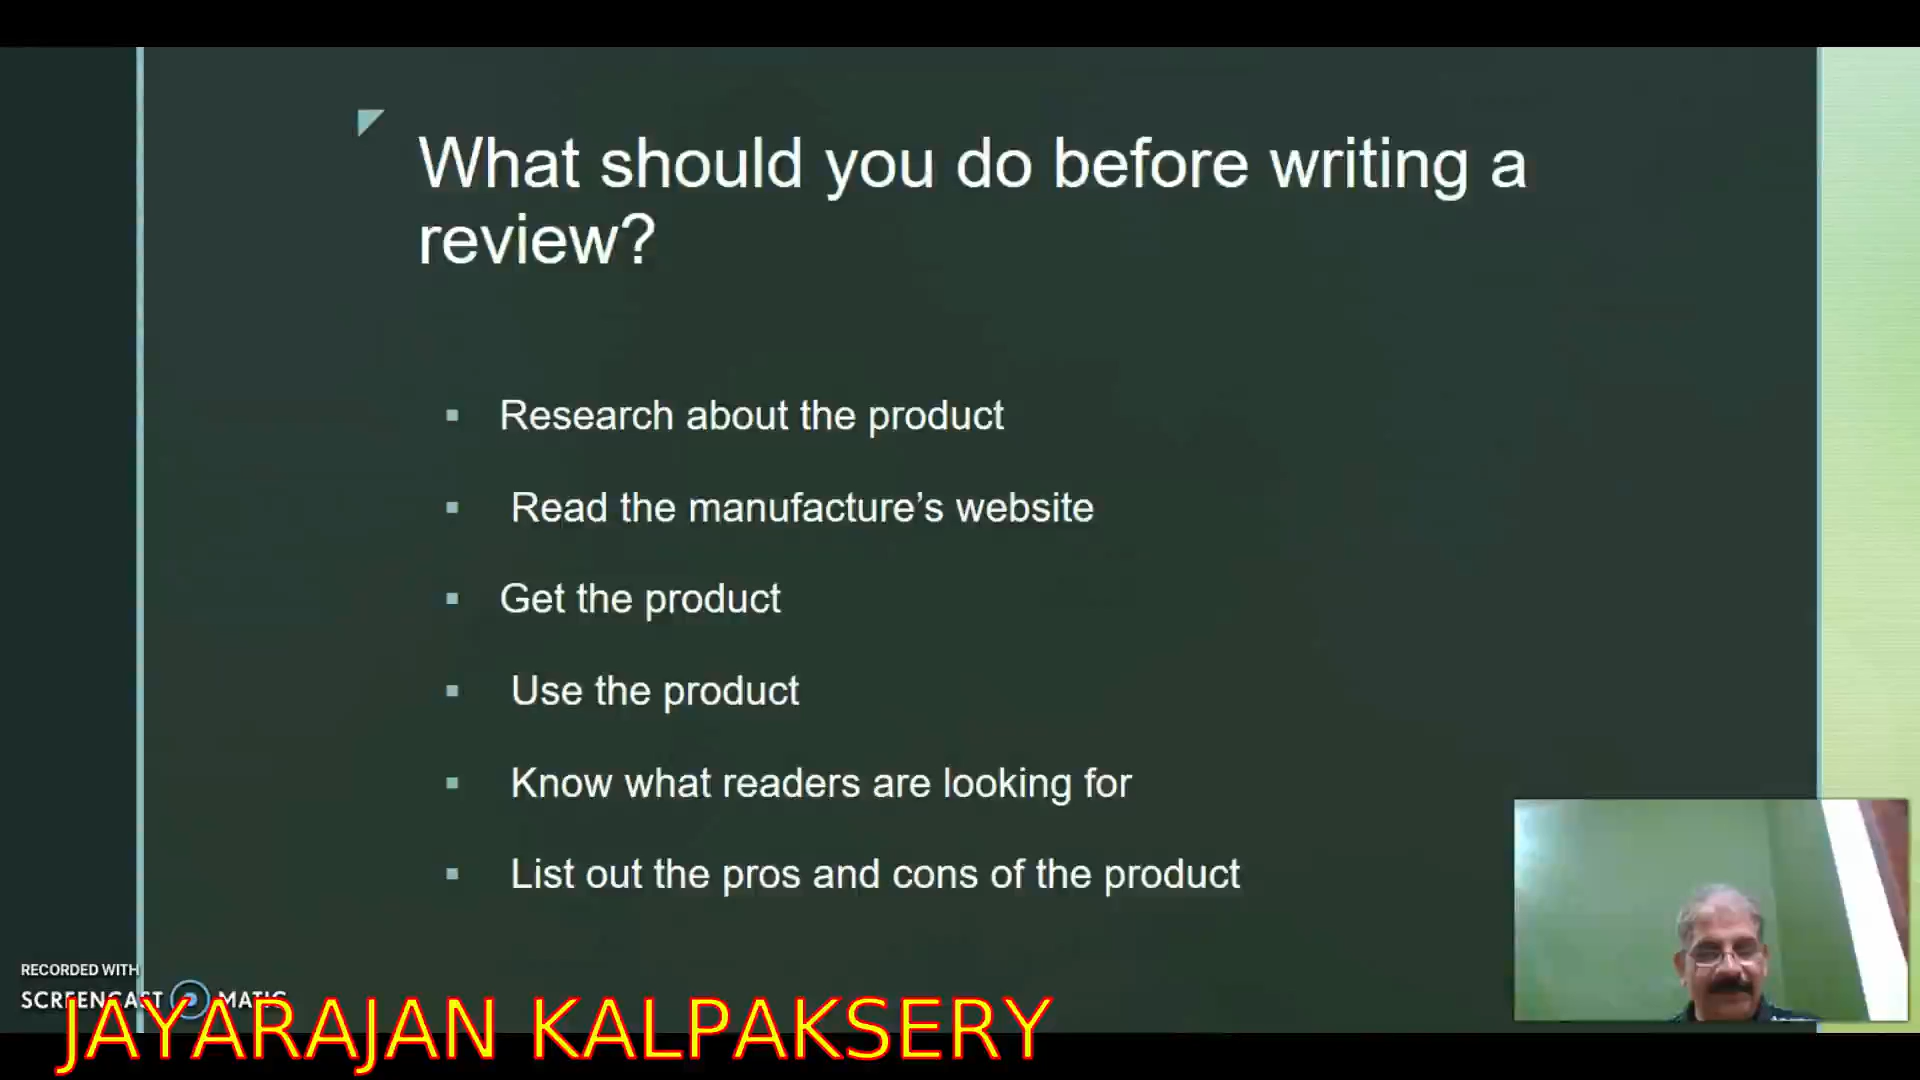 What should you do before writing a
review?
Research about the product
Read the manufacture’s website
Get the product
Use the product
Know what readers are looking for
List out the pros and cons of the product
RECORDED WITH
SCREENCAST MATIC
JAYARAJAN KALPAKSERY